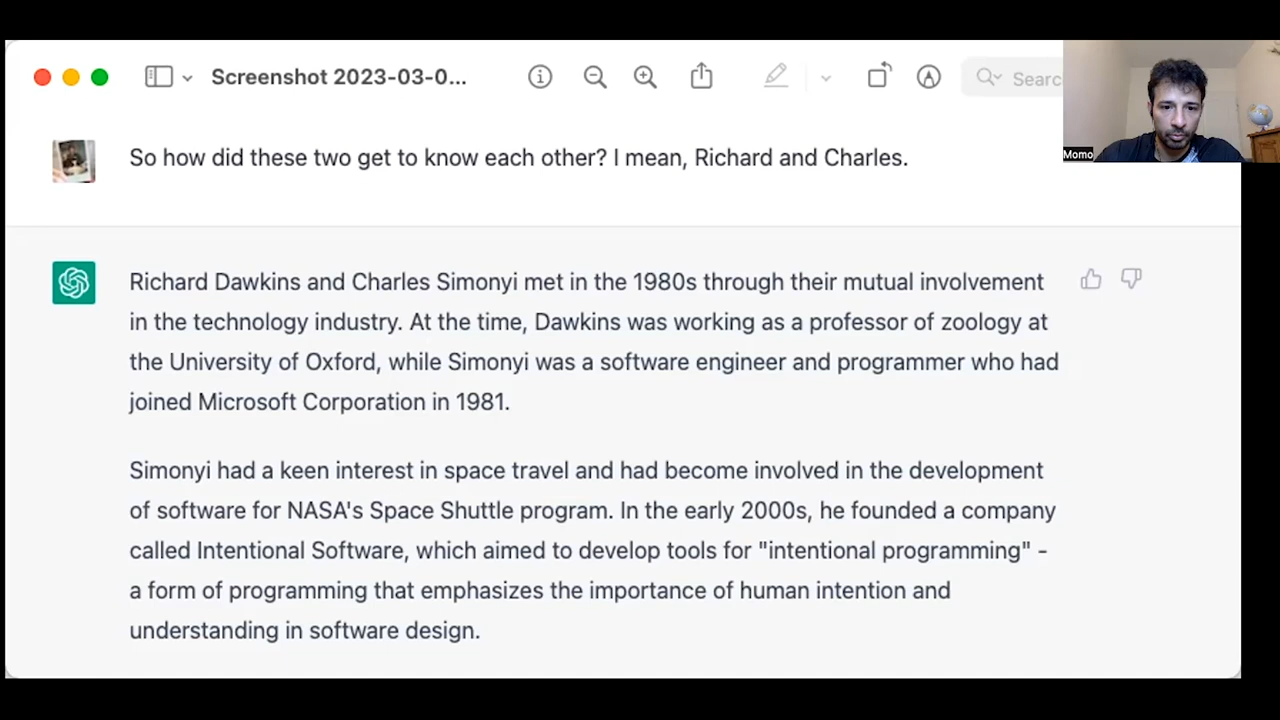 Screenshot 2023-03-0...
Searc
Momo
So how did these two get to know each other? I mean, Richard and Charles.
Richard Dawkins and Charles Simonyi met in the 1980s through their mutual involvement
in the technology industry. At the time, Dawkins was working as a professor of zoology at
the University of Oxford, while Simonyi was a software engineer and programmer who had
joined Microsoft Corporation in 1981.
Simonyi had a keen interest in space travel and had become involved in the development
of software for NASA's Space Shuttle program. In the early 2000s, he founded a company
called Intentional Software, which aimed to develop tools for "intentional programming" -
a form of programming that emphasizes the importance of human intention and
understanding in software design.